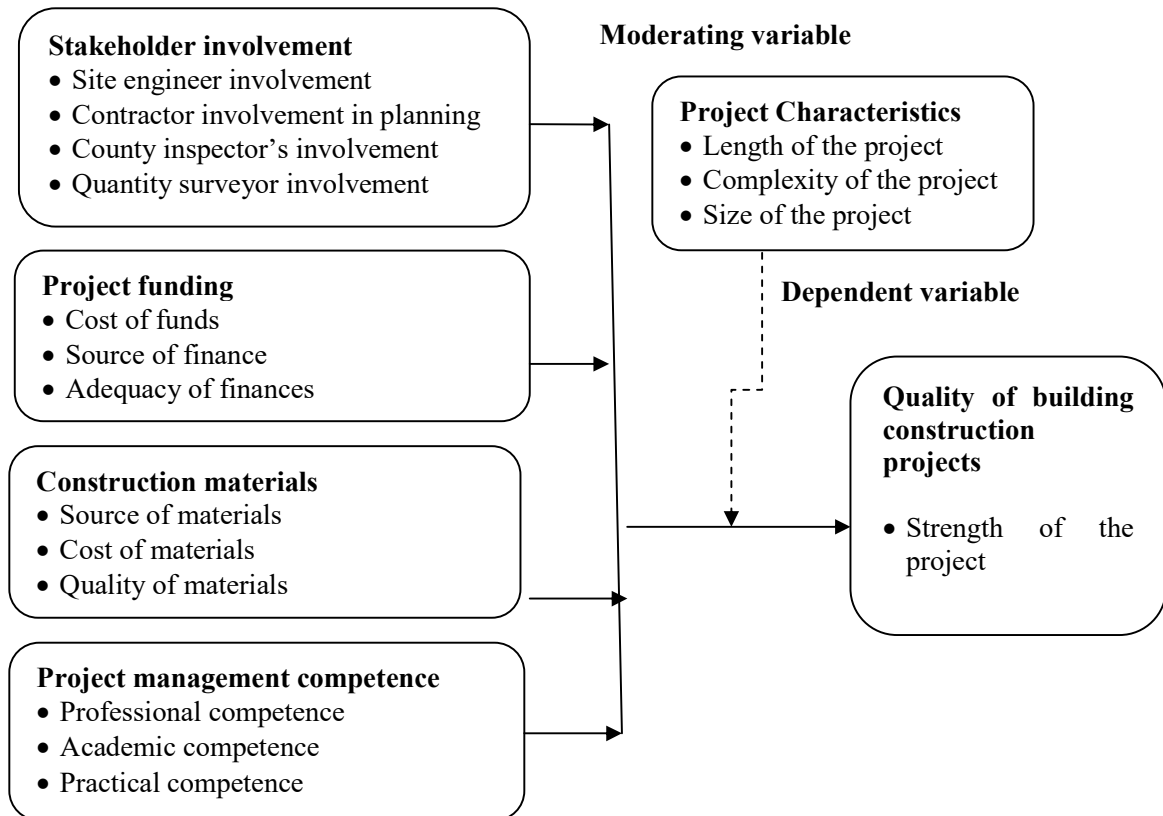 Stakeholder involvement
• Site engineer involvement
• Contractor involvement in planning
• County inspector’s involvement
• Quantity surveyor involvement
Project funding
• Cost of funds
• Source of finance
• Adequacy of finances
Construction materials
• Source of materials
• Cost of materials
• Quality of materials
Project management competence
• Professional competence
• Academic competence
• Practical competence
Moderating variable
Project Characteristics
• Length of the project
• Complexity of the project
• Size of the project
Dependent variable
Quality of building
construction
projects
• Strength of the
project